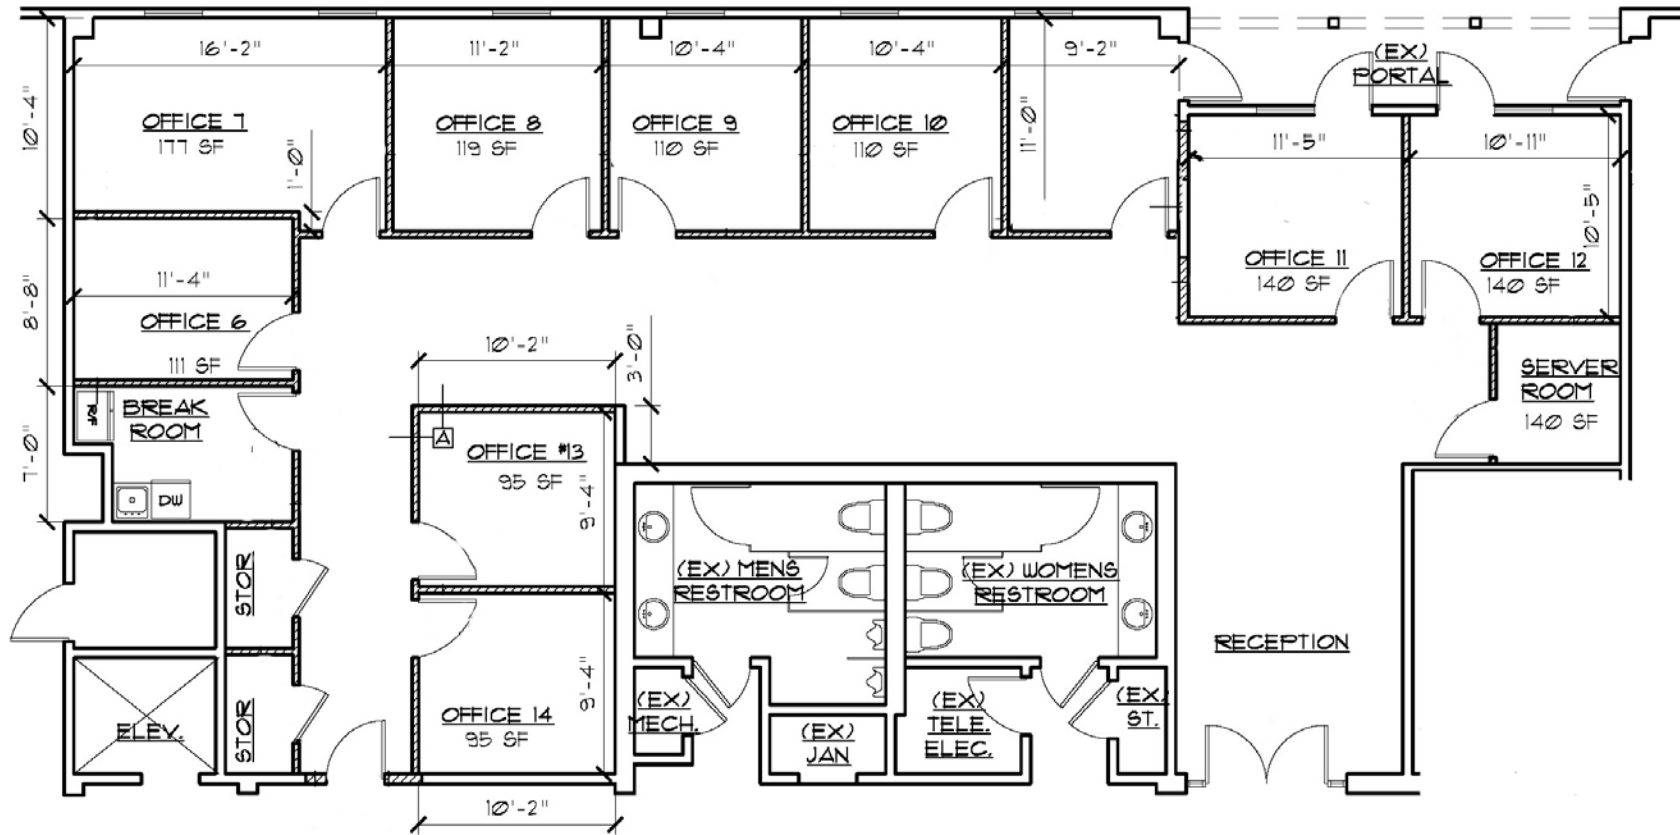 16'-2"
11'-2"
10'-4"
10'-4"
9'-2"
(EX)
PORTAL
10'-4"
OFFICE 7
177 SF
OFFICE 8
119 SF
OFFICE 9
110 SF
OFFICE 10
110 SF
11'-0"
11'-5"
10'-11"
1'-0"
10'-5"
OFFICE 11
140 SF
OFFICE 12
140 SF
8'-8"
11'-4"
OFFICE 6
111 SF
10'-2"
3'-0"
SERVER
ROOM
140 SF
7'-0"
R/F
BREAK
ROOM
DW
A
OFFICE #13
95 SF
9'-4"
STOR
(EX) MENS
RESTROOM
(EX) WOMENS
RESTROOM
RECEPTION
ELEV.
STOR
OFFICE 14
95 SF
9'-4"
(EX)
MECH.
(EX)
JAN
(EX)
TELE.
ELEC.
(EX)
ST.
10'-2"